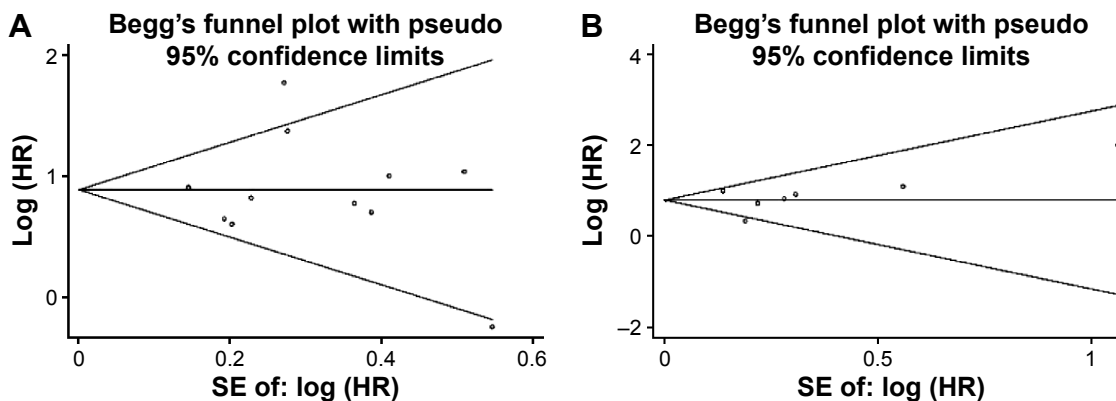 A
Begg's funnel plot with pseudo
95% confidence limits
2
1
0
Log (HR)
0
0.2
0.4
0.6
SE of: log (HR)
B
Begg's funnel plot with pseudo
95% confidence limits
4
2
0
−2
Log (HR)
0
0.5
1
SE of: log (HR)